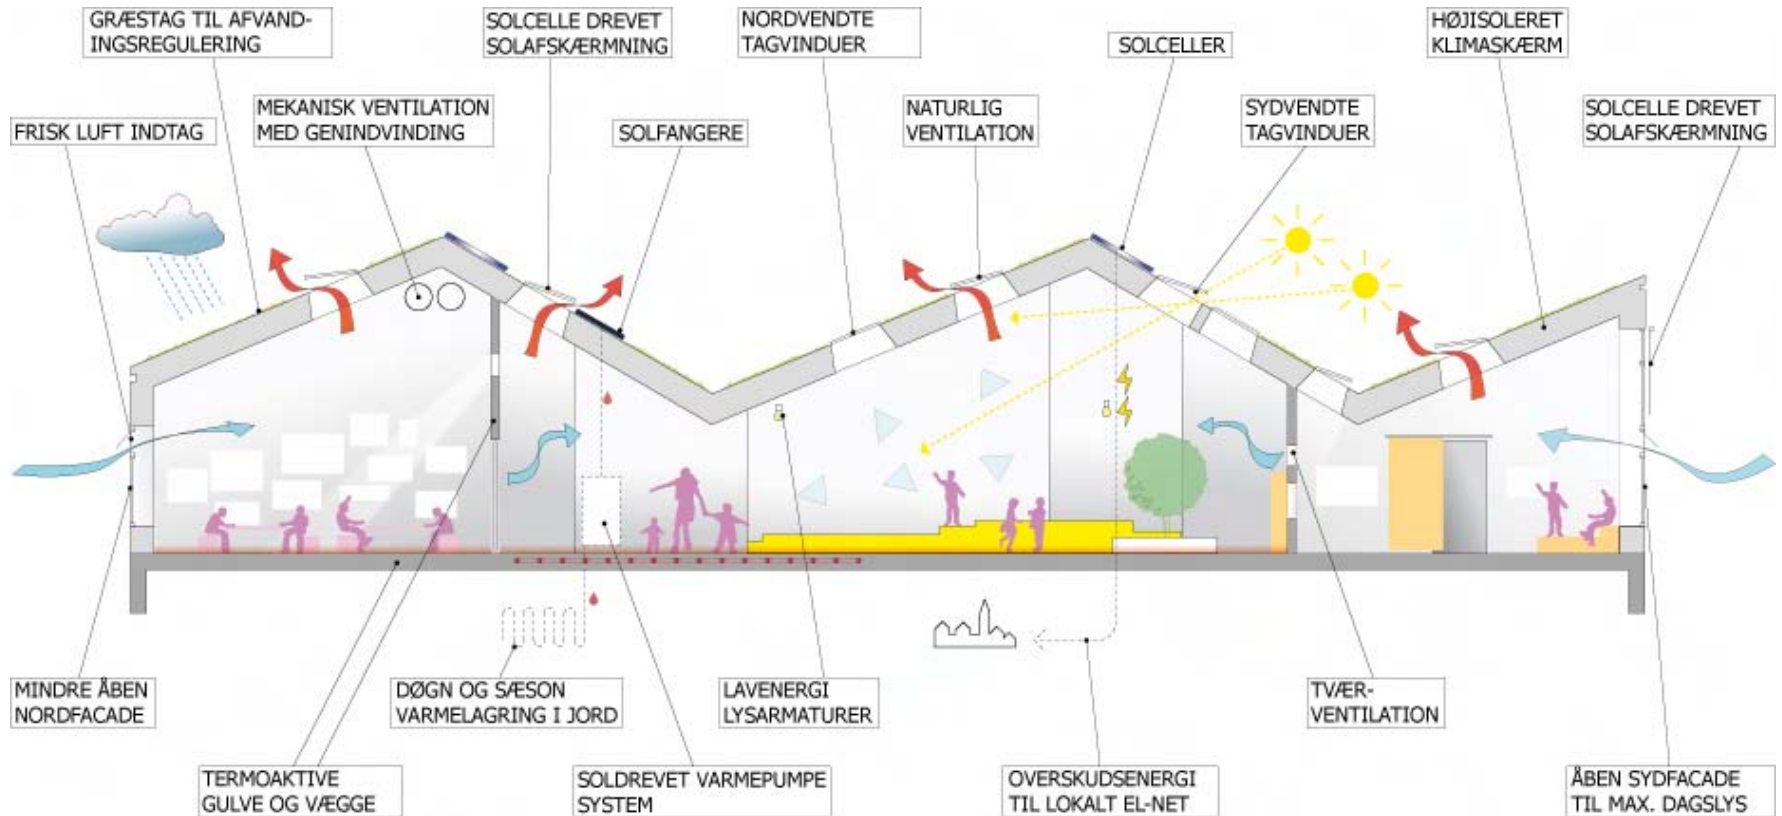 GRÆSTAG TIL AFVAND-
INGSREGULERING
SOLCELLE DREVET
SOLAFSKÆRMNING
NORDVENDTE
TAGVINDUER
SOLCELLER
HØJISOLERET
KLIMASKÆRM
FRISK LUFT INDTAG
MEKANISK VENTILATION
MED GENINDVINDING
SOLFANGERE
NATURLIG
VENTILATION
SYDVENDTE
TAGVINDUER
SOLCELLE DREVET
SOLAFSKÆRMNING
MINDRE ÅBEN
NORDFACADE
DØGN OG SÆSON
VARMELAGRING I JORD
LAVENERGI
LYSARMATURER
TVÆR-
VENTILATION
TERMOAKTIVE
GULVE OG VÆGGE
SOLDREVET VARMEPUMPE
SYSTEM
OVERSKUDSENERGI
TIL LOKALT EL-NET
ÅBEN SYDFACADE
TIL MAX. DAGSLYS